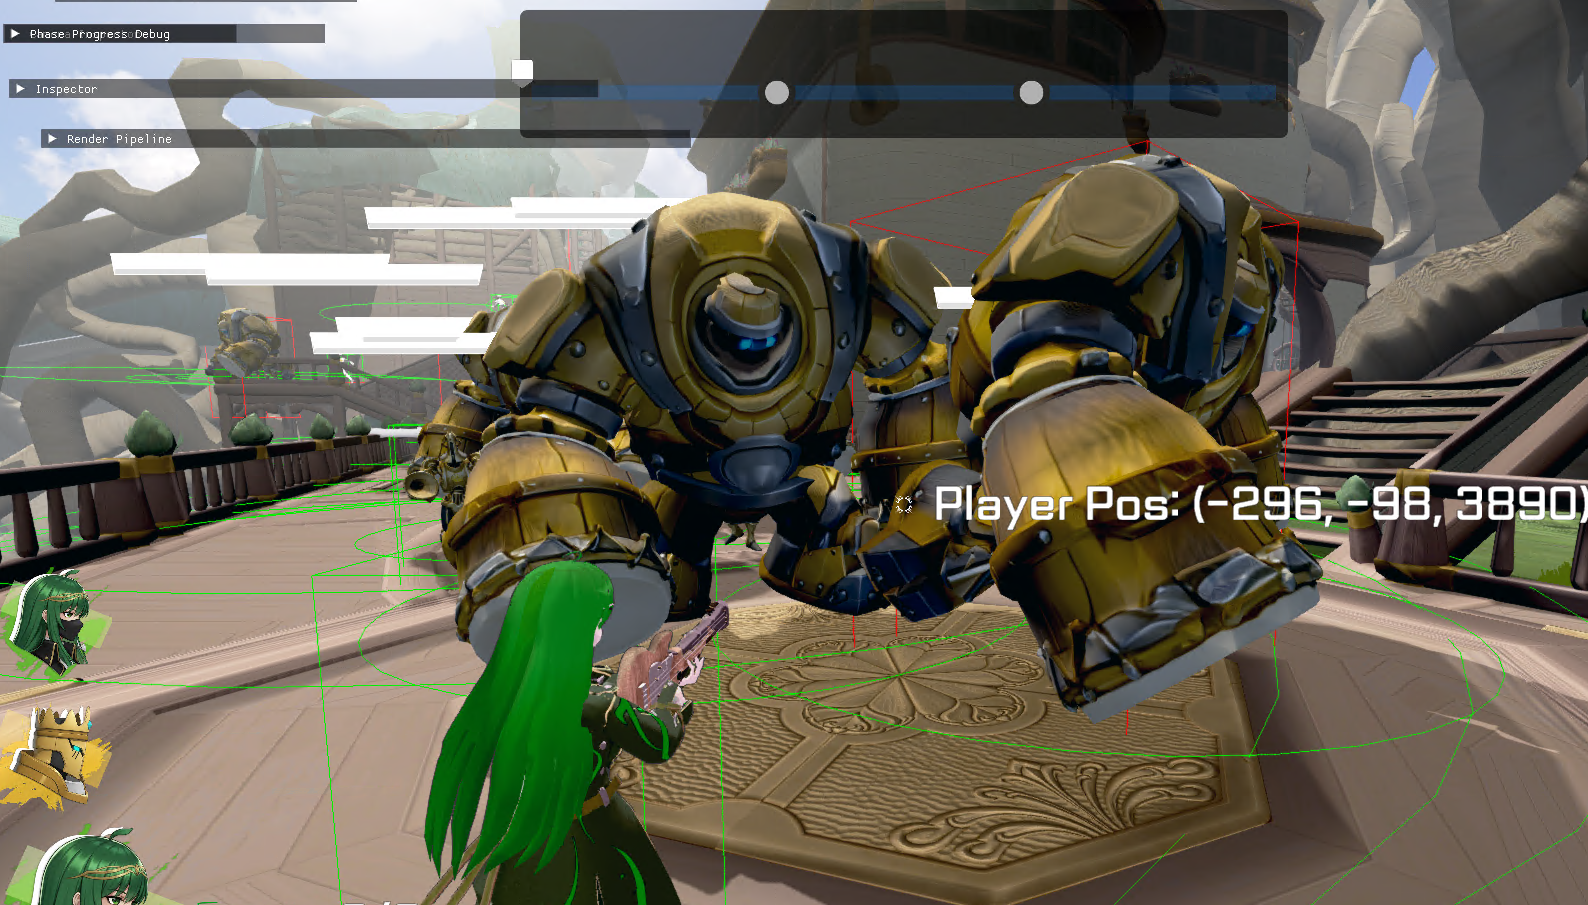 Phase Progress Debug
Inspector
Render Pipeline
Player Pos: (-296, -98, 3890)